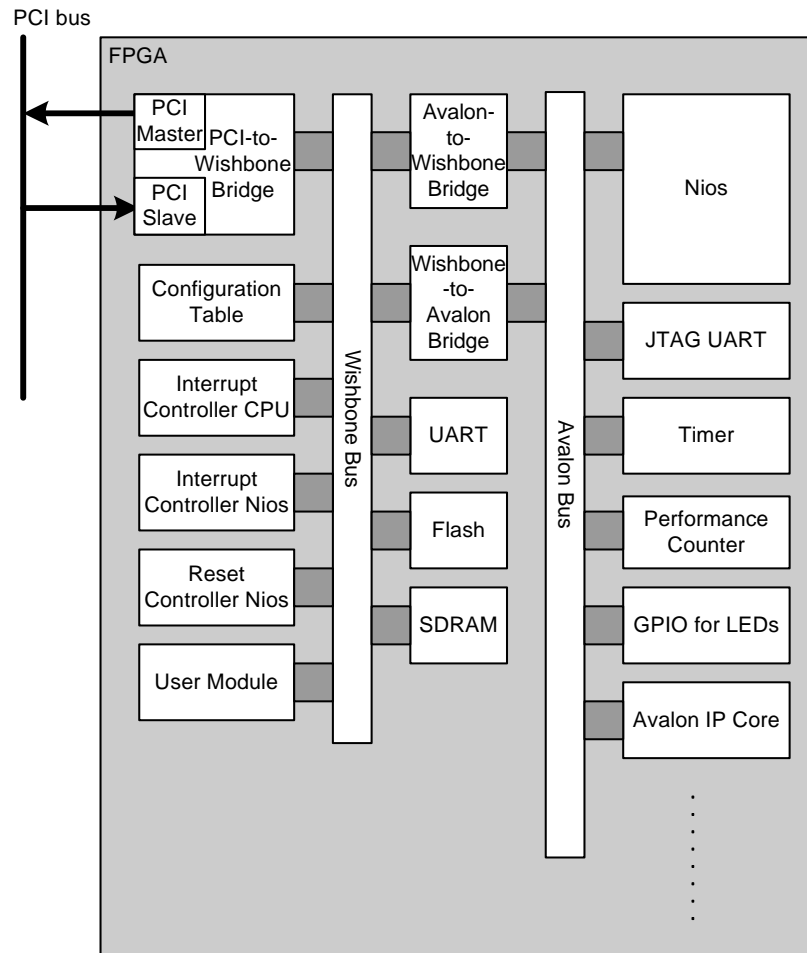 PCI bus
FPGA
PCI
Master
PCI-to-
Wishbone
Bridge
PCI
Slave
Configuration
Table
Interrupt
Controller CPU
Interrupt
Controller Nios
Reset
Controller Nios
User Module
Wishbone Bus
Avalon-
to-
Wishbone
Bridge
Wishbone
-to-
Avalon
Bridge
UART
Flash
SDRAM
Avalon Bus
Nios
JTAG UART
Timer
Performance
Counter
GPIO for LEDs
Avalon IP Core